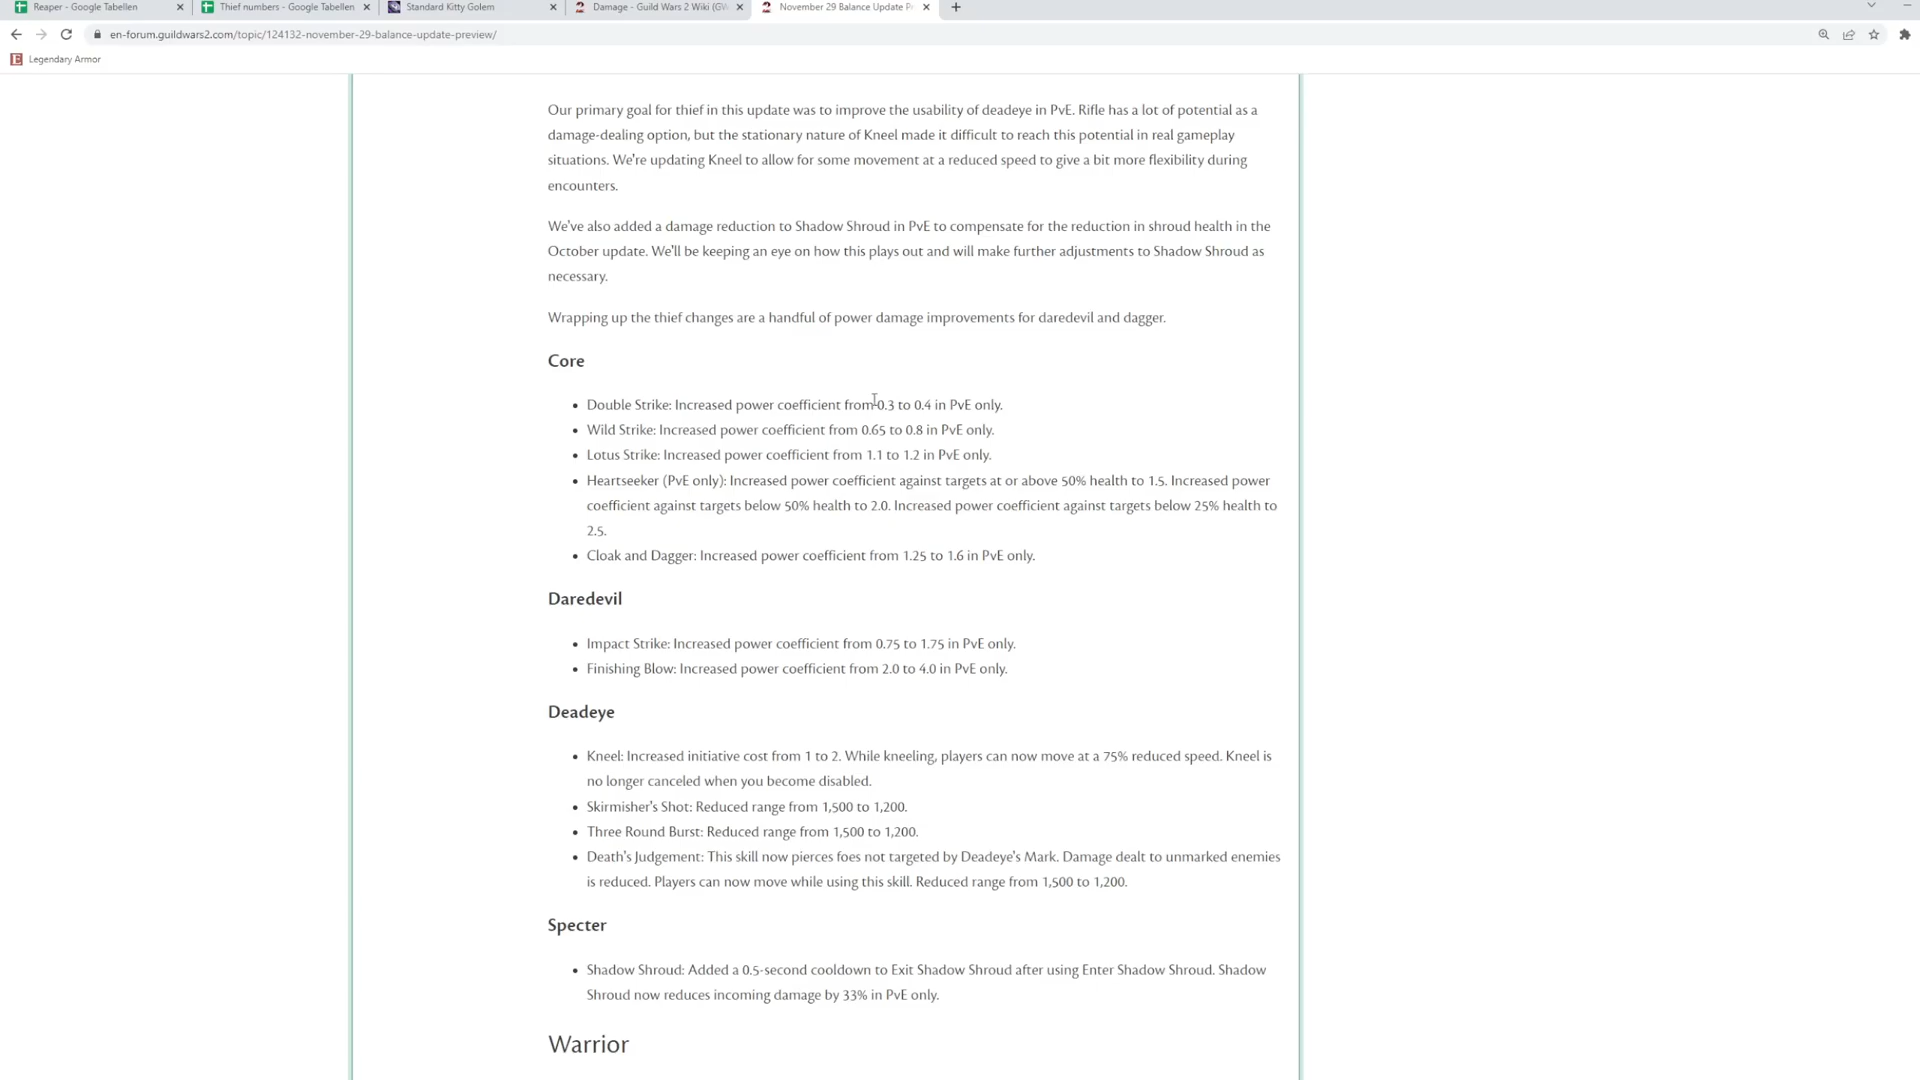 Reaper - Google Tabellen
Thief numbers - Google Tabellen
Standard Kitty Golem
Damage - Guild Wars 2 Wiki (GW
November 29 Balance Update P
en-forum.guildwars2.com/topic/124132-november-29-balance-update-preview/
Legendary Armor
Our primary goal for thief in this update was to improve the usability of deadeye in PvE. Rifle has a lot of potential as a
damage-dealing option, but the stationary nature of Kneel made it difficult to reach this potential in real gameplay
situations. We're updating Kneel to allow for some movement at a reduced speed to give a bit more flexibility during
encounters.
We've also added a damage reduction to Shadow Shroud in PvE to compensate for the reduction in shroud health in the
October update. We'll be keeping an eye on how this plays out and will make further adjustments to Shadow Shroud as
necessary.
Wrapping up the thief changes are a handful of power damage improvements for daredevil and dagger.
Core
• Double Strike: Increased power coefficient from 0.3 to 0.4 in PvE only.
• Wild Strike: Increased power coefficient from 0.65 to 0.8 in PvE only.
• Lotus Strike: Increased power coefficient from 1.1 to 1.2 in PvE only.
• Heartseeker (PvE only): Increased power coefficient against targets at or above 50% health to 1.5. Increased power
coefficient against targets below 50% health to 2.0. Increased power coefficient against targets below 25% health to
2.5.
• Cloak and Dagger: Increased power coefficient from 1.25 to 1.6 in PvE only.
Daredevil
• Impact Strike: Increased power coefficient from 0.75 to 1.75 in PvE only.
• Finishing Blow: Increased power coefficient from 2.0 to 4.0 in PvE only.
Deadeye
• Kneel: Increased initiative cost from 1 to 2. While kneeling, players can now move at a 75% reduced speed. Kneel is
no longer canceled when you become disabled.
• Skirmisher's Shot: Reduced range from 1,500 to 1,200.
• Three Round Burst: Reduced range from 1,500 to 1,200.
• Death's Judgement: This skill now pierces foes not targeted by Deadeye's Mark. Damage dealt to unmarked enemies
is reduced. Players can now move while using this skill. Reduced range from 1,500 to 1,200.
Specter
• Shadow Shroud: Added a 0.5-second cooldown to Exit Shadow Shroud after using Enter Shadow Shroud. Shadow
Shroud now reduces incoming damage by 33% in PvE only.
Warrior